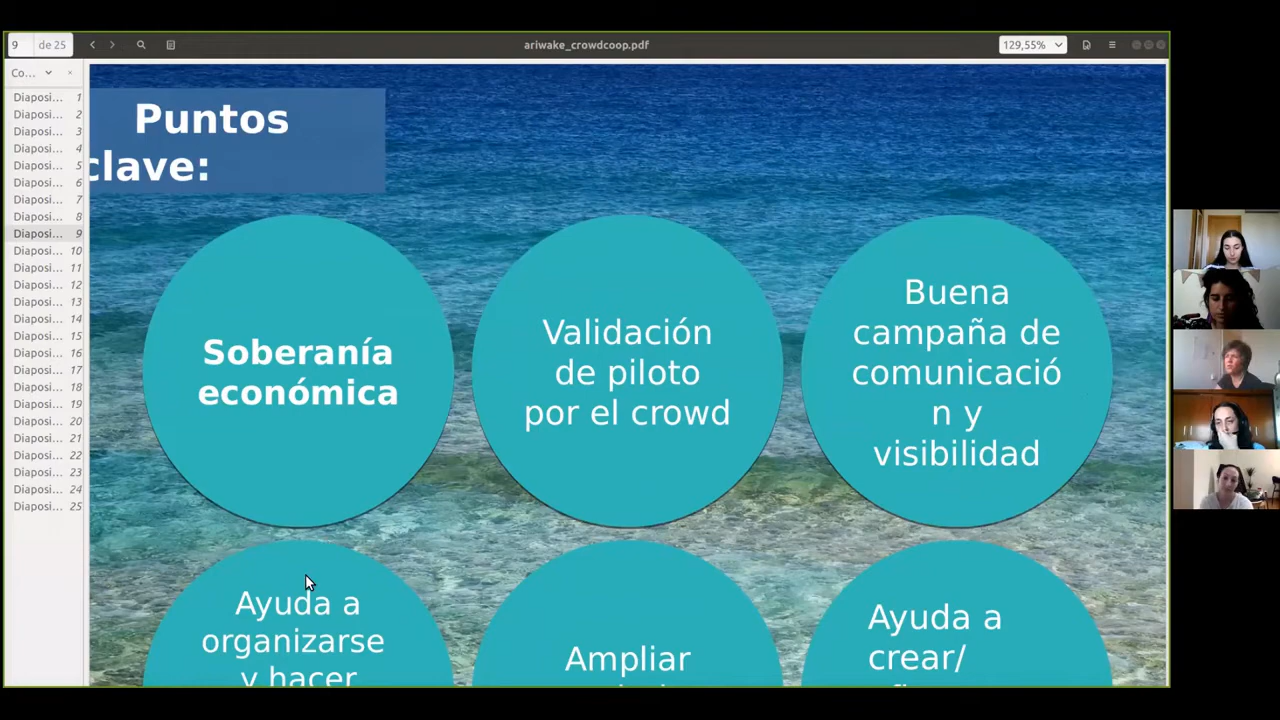 9 de 25
ariwake_crowdcoop.pdf
129,55%
Co...
Diaposi... 1
Diaposi... 2
Diaposi... 3
Diaposi... 4
Diaposi... 5
Diaposi... 6
Diaposi... 7
Diaposi... 8
Diaposi... 9
Diaposi... 10
Diaposi... 11
Diaposi... 12
Diaposi... 13
Diaposi... 14
Diaposi... 15
Diaposi... 16
Diaposi... 17
Diaposi... 18
Diaposi... 19
Diaposi... 20
Diaposi... 21
Diaposi... 22
Diaposi... 23
Diaposi... 24
Diaposi... 25
Puntos
clave:
Soberanía
económica
Validación
de piloto
por el crowd
Buena
campaña de
comunicació
n y
visibilidad
Ayuda a
organizarse
y hacer
Ampliar
Ayuda a
crear/